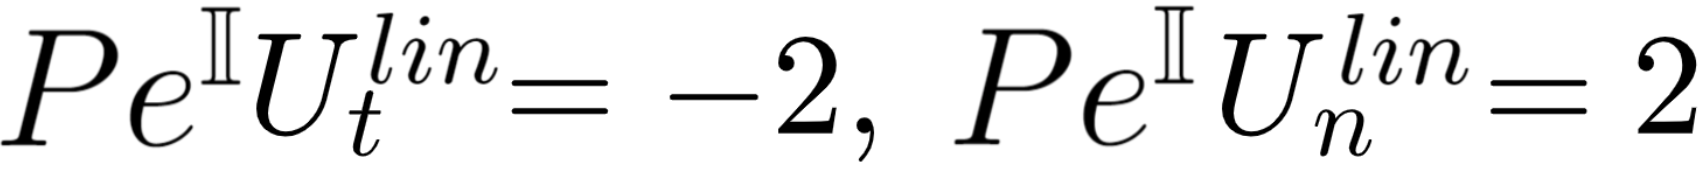 $Pe^{\mathbb{I}} U_t^{lin} = -2, \; Pe^{\mathbb{I}} U_n^{lin} = 2$